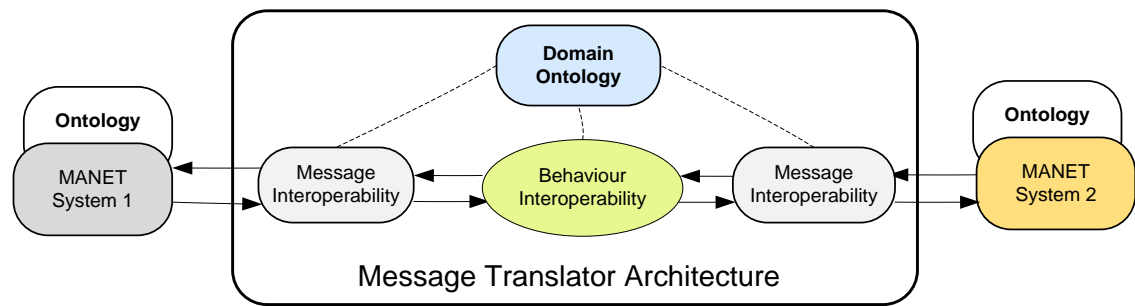 Domain
Ontology
Ontology
MANET
System 1
Message
Interoperability
Behaviour
Interoperability
Message
Interoperability
Ontology
MANET
System 2
Message Translator Architecture